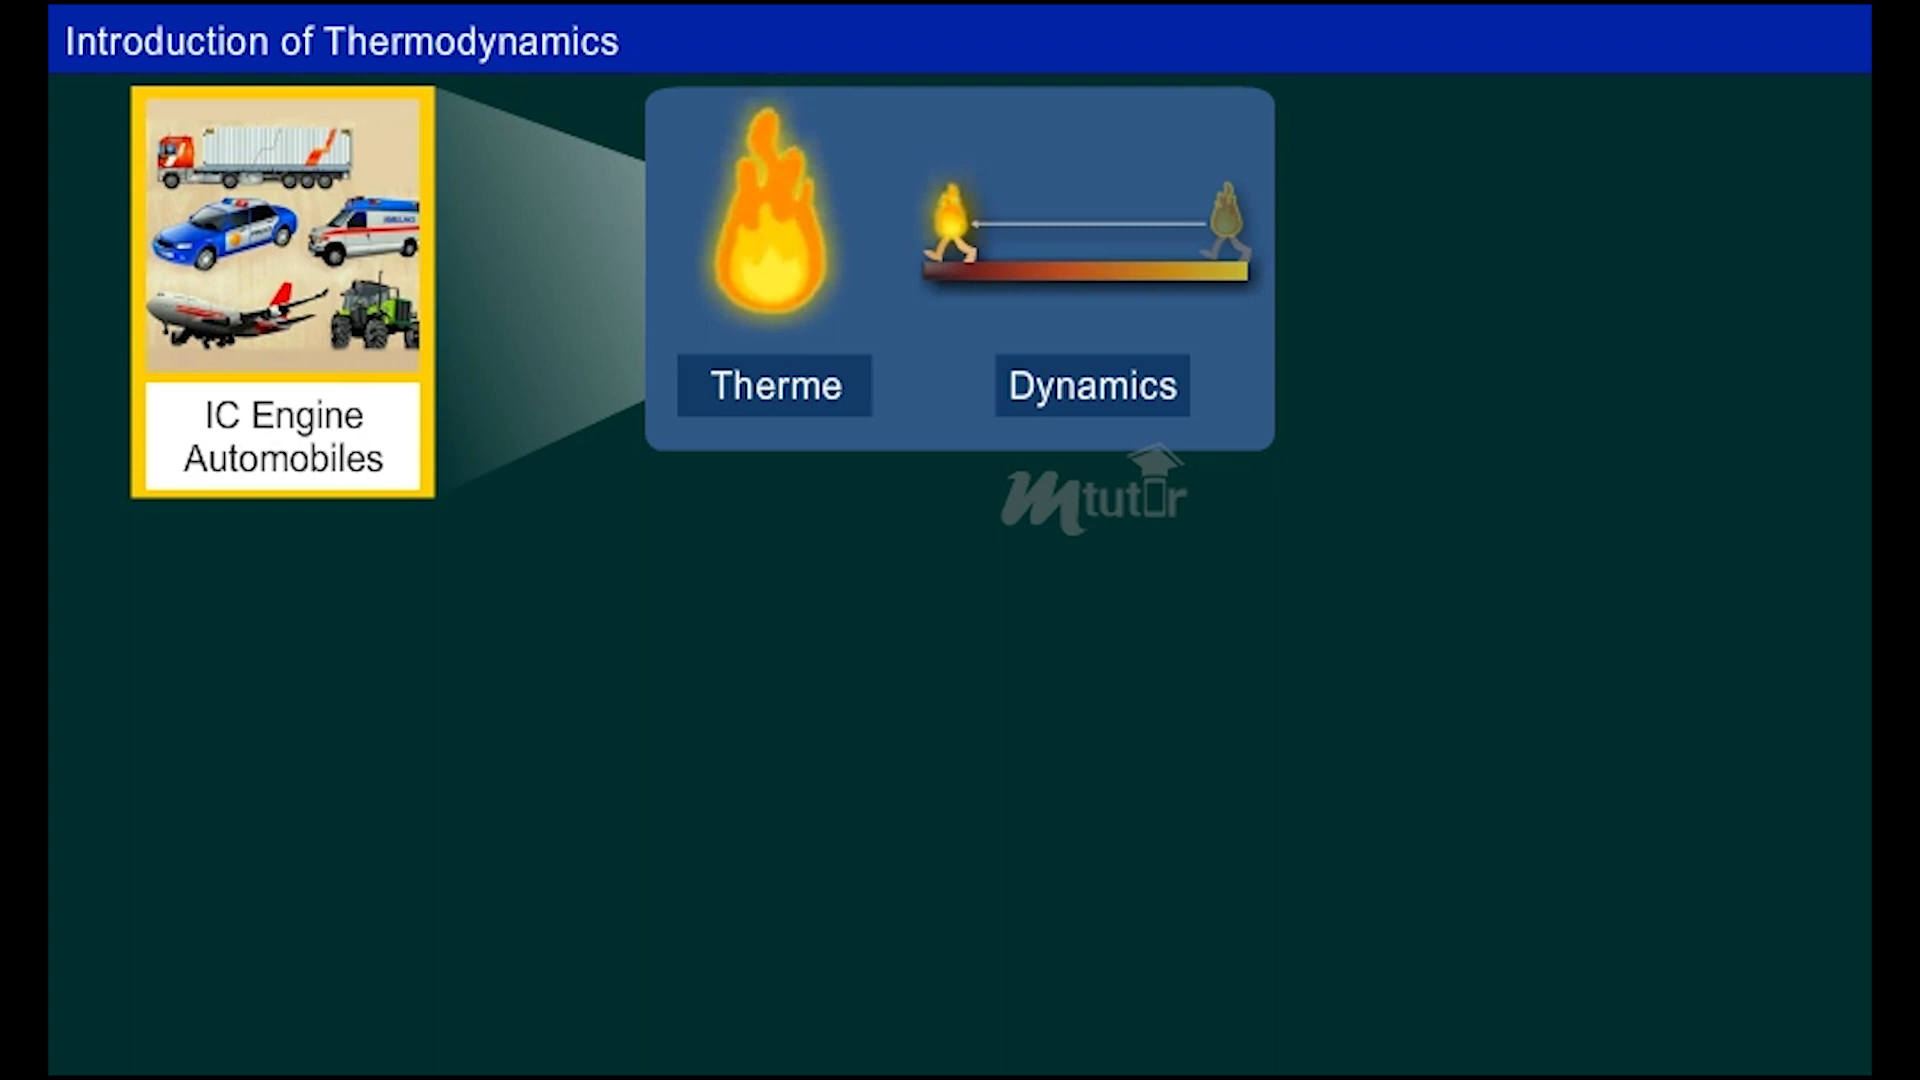 Introduction of Thermodynamics
IC Engine
Automobiles
Therme
Dynamics
mtutor